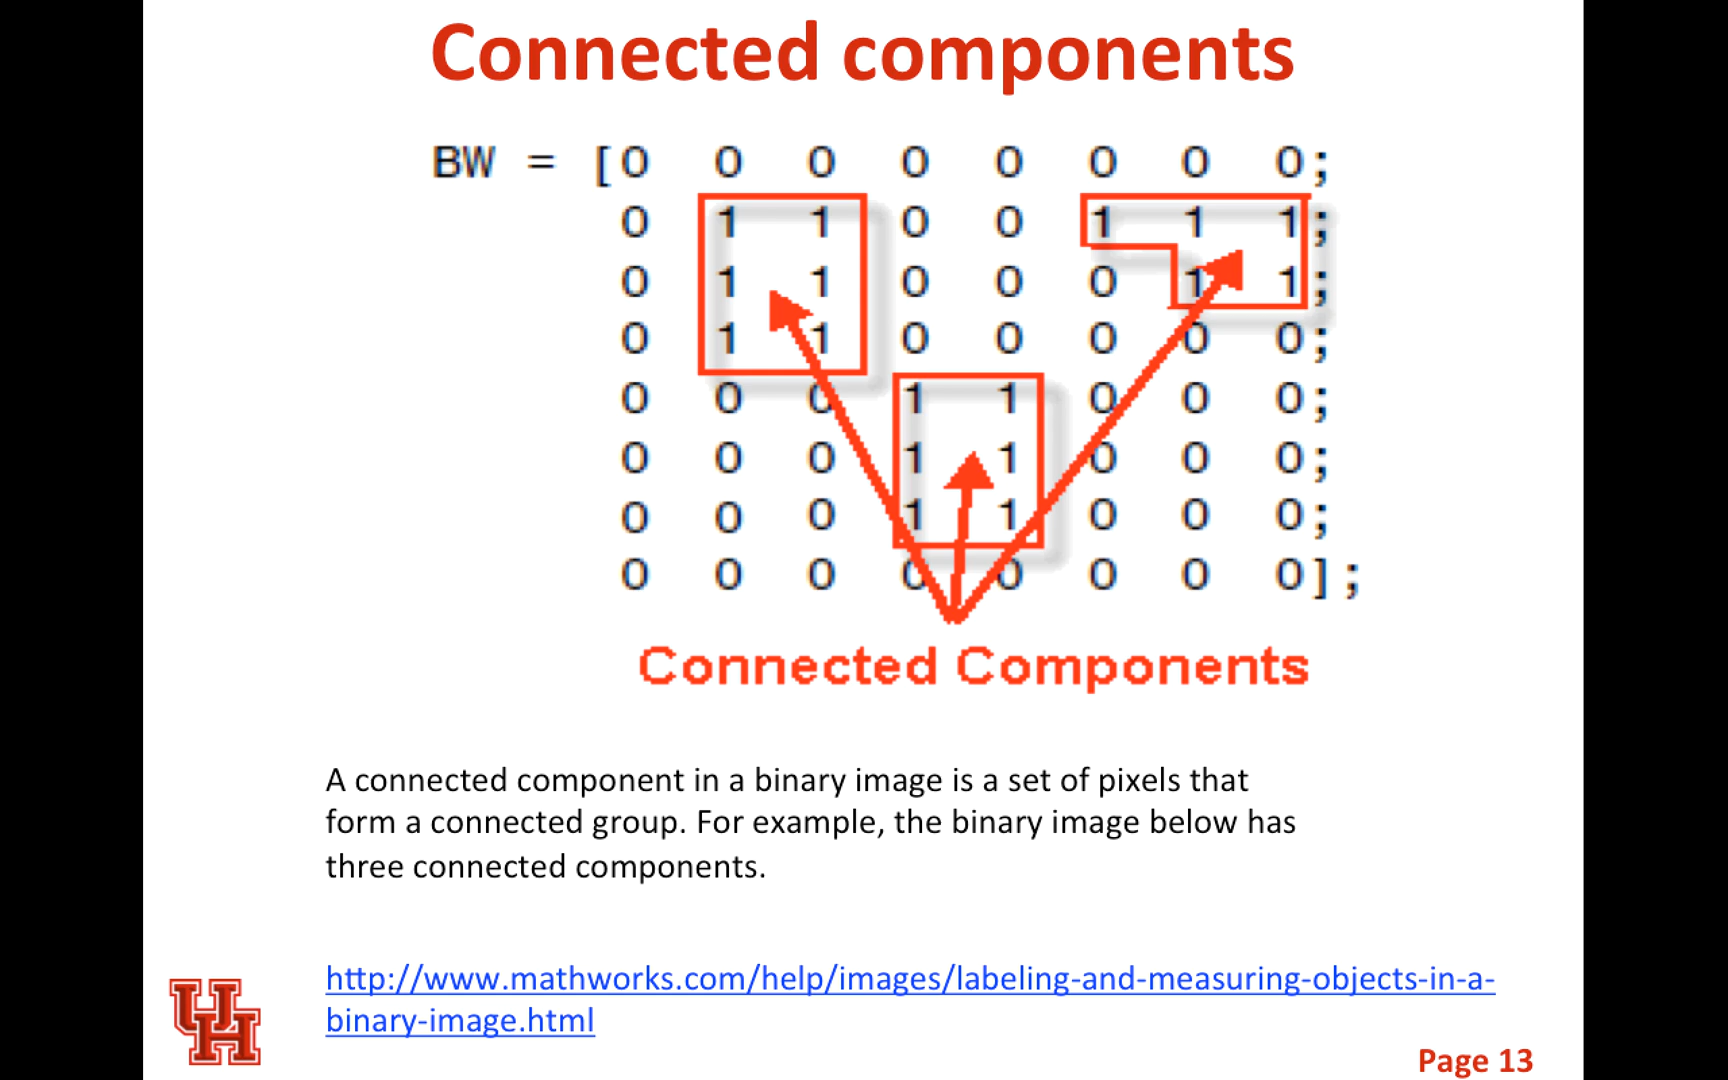 Connected components
BW = [0 0 0 0 0 0 0 0;
0 1 1 0 0 1 1 1;
0 1 1 0 0 0 1 1;
0 1 1 0 0 0 0 0;
0 0 0 1 1 0 0 0;
0 0 0 1 1 0 0 0;
0 0 0 1 1 0 0 0;
0 0 0 0 0 0 0 0];
Connected Components
A connected component in a binary image is a set of pixels that
form a connected group. For example, the binary image below has
three connected components.
http://www.mathworks.com/help/images/labeling-and-measuring-objects-in-a-
binary-image.html
UH
Page 13